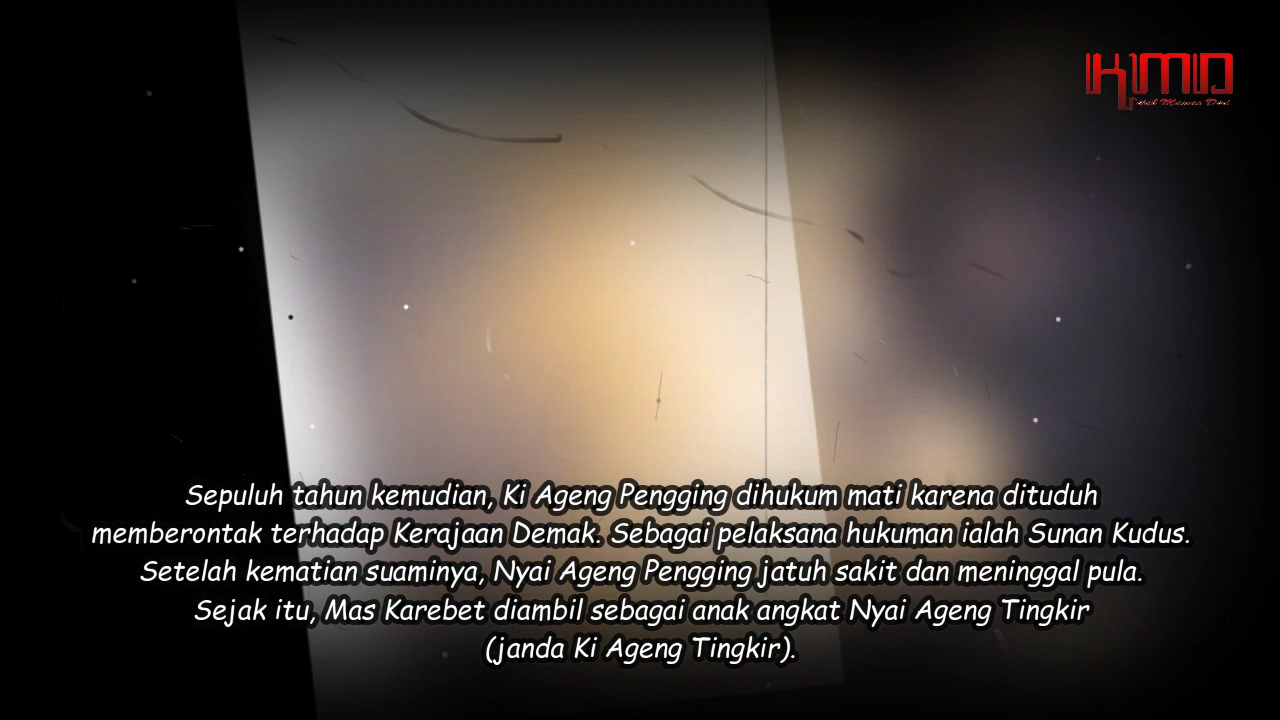 IKMD
Sepuluh tahun kemudian, Ki Ageng Pengging dihukum mati karena dituduh
memberontak terhadap Kerajaan Demak. Sebagai pelaksana hukuman ialah Sunan Kudus.
Setelah kematian suaminya, Nyai Ageng Pengging jatuh sakit dan meninggal pula.
Sejak itu, Mas Karebet diambil sebagai anak angkat Nyai Ageng Tingkir
(janda Ki Ageng Tingkir).